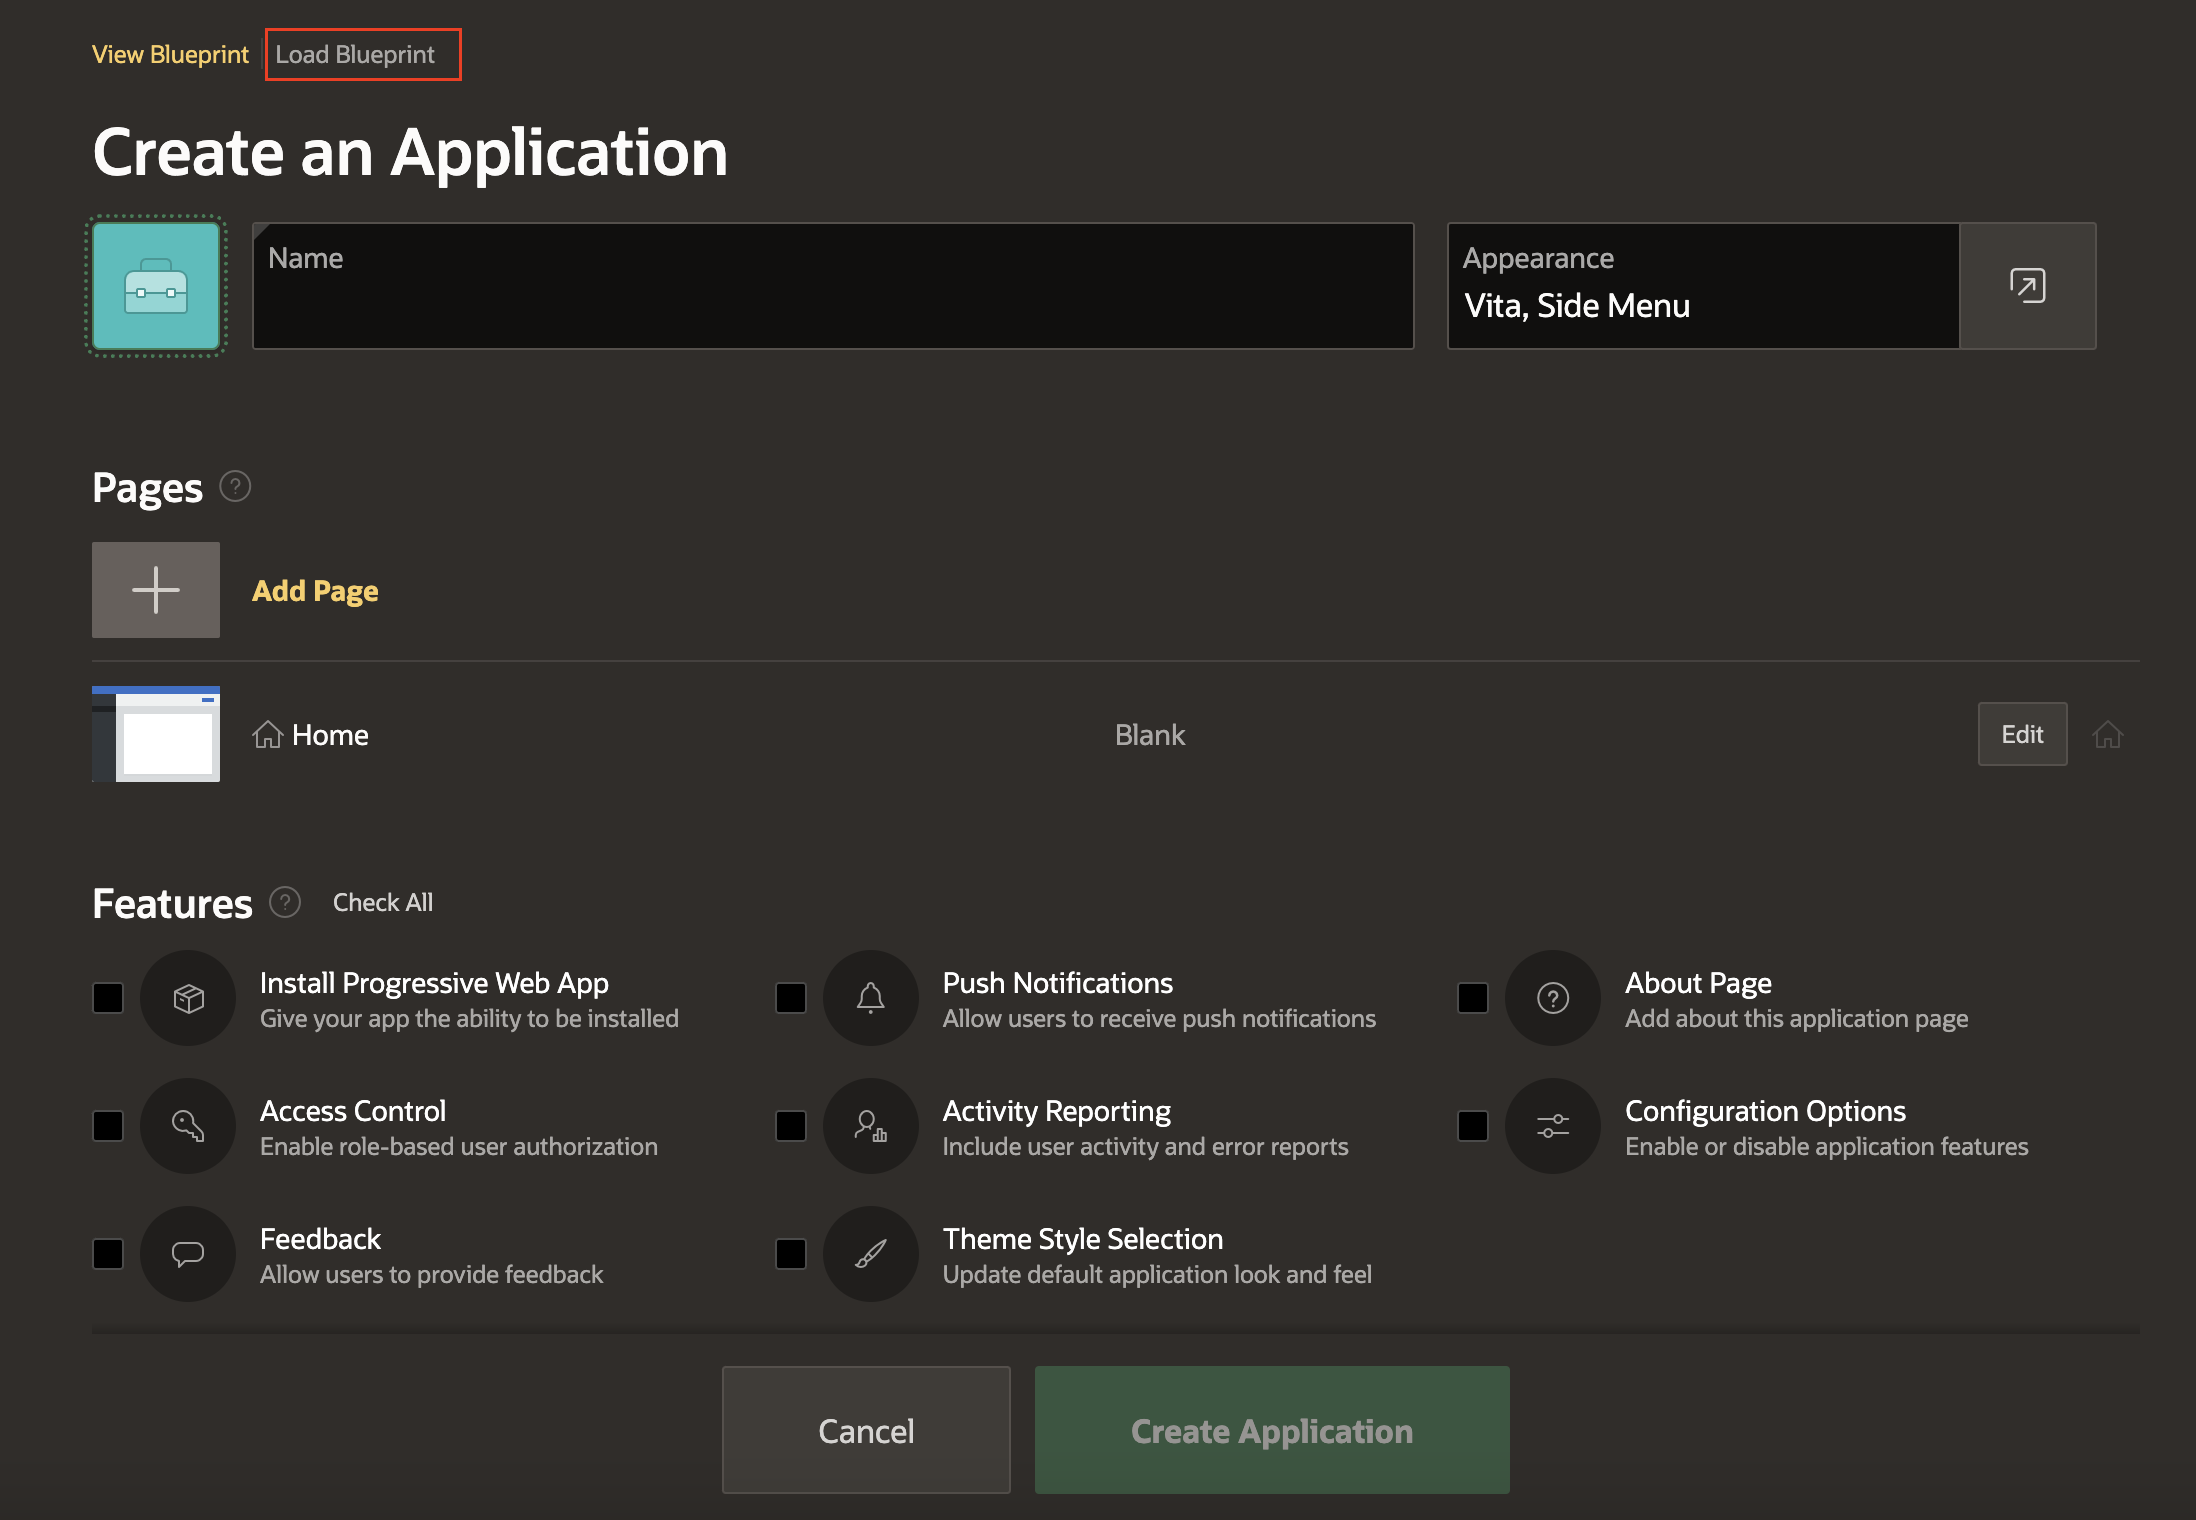 View Blueprint Load Blueprint
Create an Application
Name
Appearance
Vita, Side Menu
Pages ?
Add Page
Home Blank Edit
Features ? Check All
Install Progressive Web App
Give your app the ability to be installed
Push Notifications
Allow users to receive push notifications
About Page
Add about this application page
Access Control
Enable role-based user authorization
Activity Reporting
Include user activity and error reports
Configuration Options
Enable or disable application features
Feedback
Allow users to provide feedback
Theme Style Selection
Update default application look and feel
Cancel Create Application